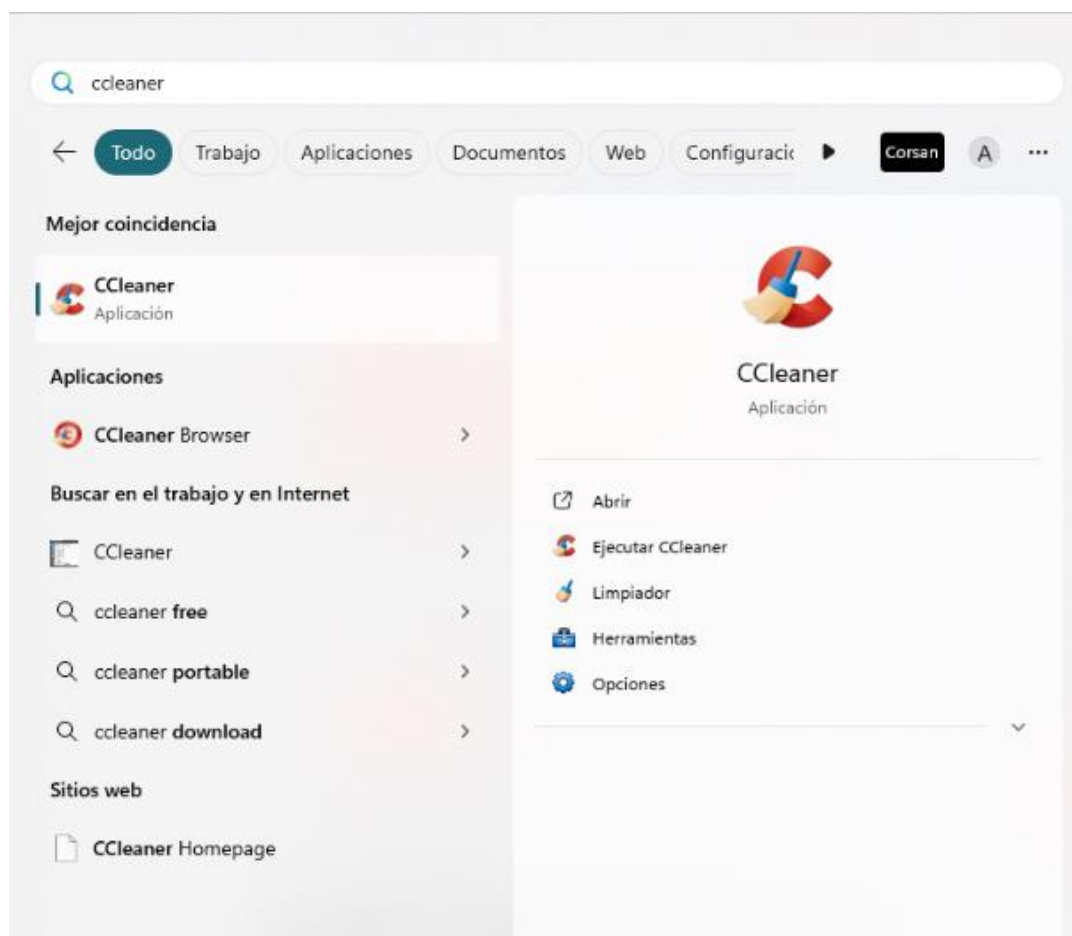 ccleaner
Todo Trabajo Aplicaciones Documentos Web Configuraci Corsan A ...
Mejor coincidencia
CCleaner
Aplicación
Aplicaciones
CCleaner Browser
Buscar en el trabajo y en Internet
CCleaner
ccleaner free
ccleaner portable
ccleaner download
Sitios web
CCleaner Homepage
CCleaner
Aplicación
Abrir
Ejecutar CCleaner
Limpiador
Herramientas
Opciones